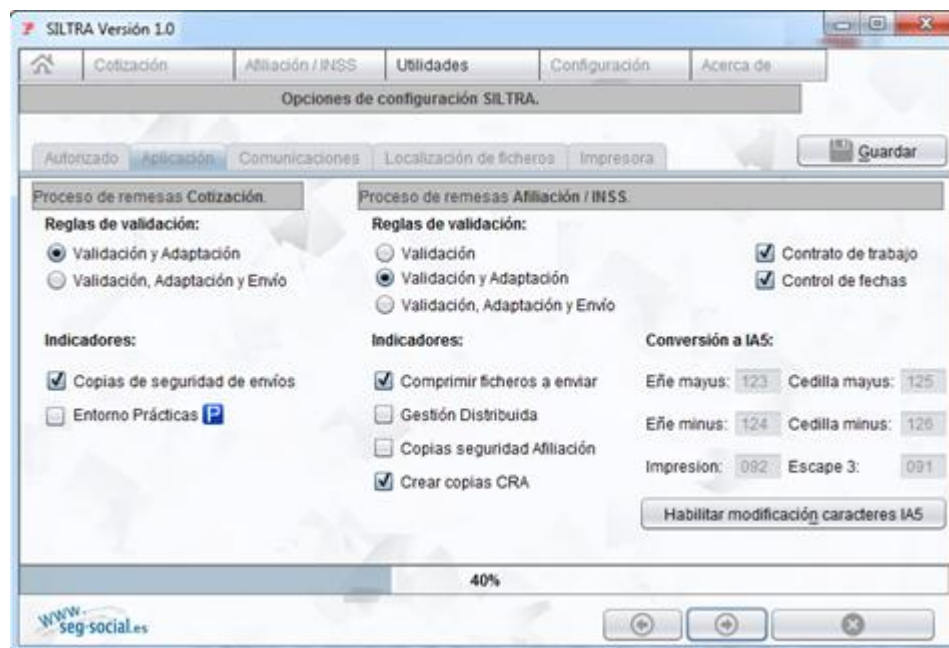 SILTRA Versión 1.0
Cotización Afiliación / INSS Utilidades Configuración Acerca de
Opciones de configuración SILTRA.
Autorizado Aplicación Comunicaciones Localización de ficheros Impresora Guardar
Proceso de remesas Cotización.
Reglas de validación:
Validación y Adaptación
Validación, Adaptación y Envío
Indicadores:
Copias de seguridad de envíos
Entorno Prácticas P
Proceso de remesas Afiliación / INSS.
Reglas de validación:
Validación
Validación y Adaptación
Validación, Adaptación y Envío
Contrato de trabajo
Control de fechas
Indicadores:
Comprimir ficheros a enviar
Gestión Distribuida
Copias seguridad Afiliación
Crear copias CRA
Conversión a IA5:
Eñe mayus: 123 Cedilla mayus: 125
Eñe minus: 124 Cedilla minus: 126
Impresion: 092 Escape 3: 091
Habilitar modificación caracteres IA5
40%
www.
seg-social.es